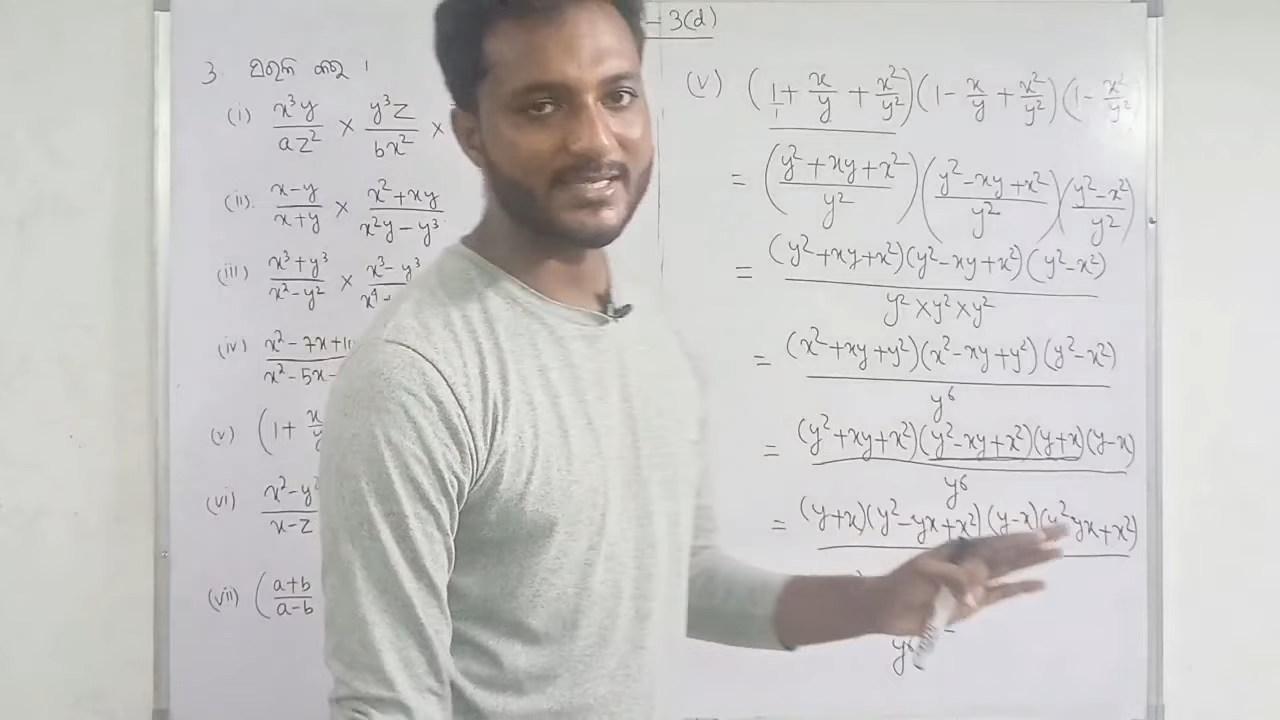 – 3(d)
3. ସରଳ କର ।
(i) x³y/az² × y³z/bx² ×
(ii). x–y/x+y × x²+xy/x²y–y³
(iii) x³+y³/x²–y² × x³–y³
(iv) x²–7x+1
x²–5x–
(v) (1+ x
(vi) x²–y²/x–z
(vii) (a+b/a–b
(v) (1/1 + x/y + x²/y²)(1– x/y + x²/y²)(1– x²/y²
= (y²+xy+x²/y²)(y²–xy+x²/y²)(y²–x²/y²)
= (y²+xy+x²)(y²–xy+x²)(y²–x²)/y²×y²×y²
= (x²+xy+y²)(x²–xy+y²)(y²–x²)/y⁶
= (y²+xy+x²)(y²–xy+x²)(y+x)(y–x)/y⁶
= (y+x)(y²–yx+x²)(y–x)(y² yx+x²)
y⁶